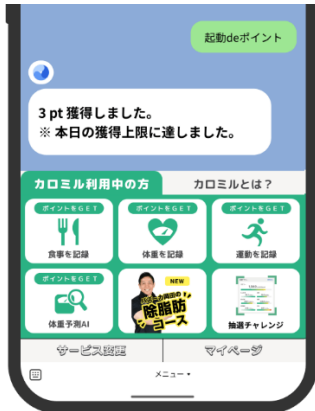 起動deポイント
3 pt 獲得しました。
※ 本日の獲得上限に達しました。
カロミル利用中の方
カロミルとは？
ポイントをGET
ポイントをGET
ポイントをGET
食事を記録
体重を記録
運動を記録
ポイントをGET
NEW
体重予測AI
除脂肪
コース
抽選チャレンジ
サービス変更
マイページ
メニュー